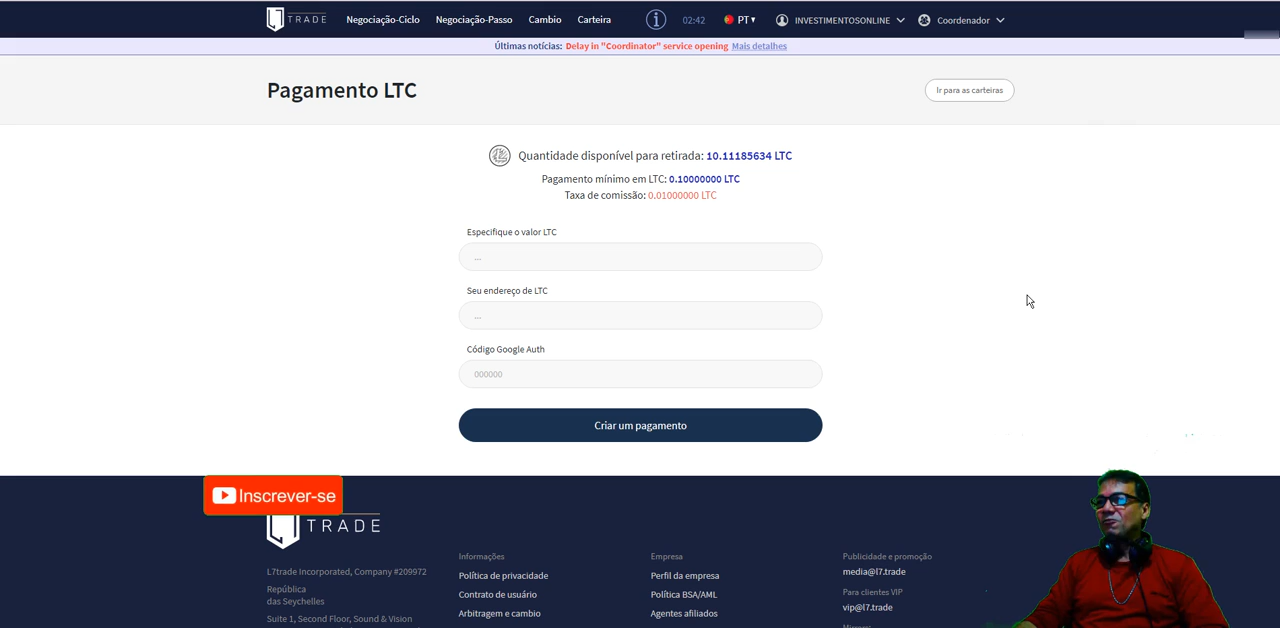 TRADE Negociação-Ciclo Negociação-Passo Cambio Carteira 02:42 PT INVESTIMENTOSONLINE Coordenador
Últimas notícias: Delay in "Coordinator" service opening Mais detalhes
Pagamento LTC
Ir para as carteiras
Quantidade disponível para retirada: 10.11185634 LTC
Pagamento mínimo em LTC: 0.10000000 LTC
Taxa de comissão: 0.01000000 LTC
Especifique o valor LTC
...
Seu endereço de LTC
...
Código Google Auth
000000
Criar um pagamento
Inscrever-se
TRADE
L7trade Incorporated, Company #209972
República
das Seychelles
Suite 1, Second Floor, Sound & Vision
Informações
Política de privacidade
Contrato de usuário
Arbitragem e cambio
Empresa
Perfil da empresa
Política BSA/AML
Agentes afiliados
Publicidade e promoção
media@l7.trade
Para clientes VIP
vip@l7.trade